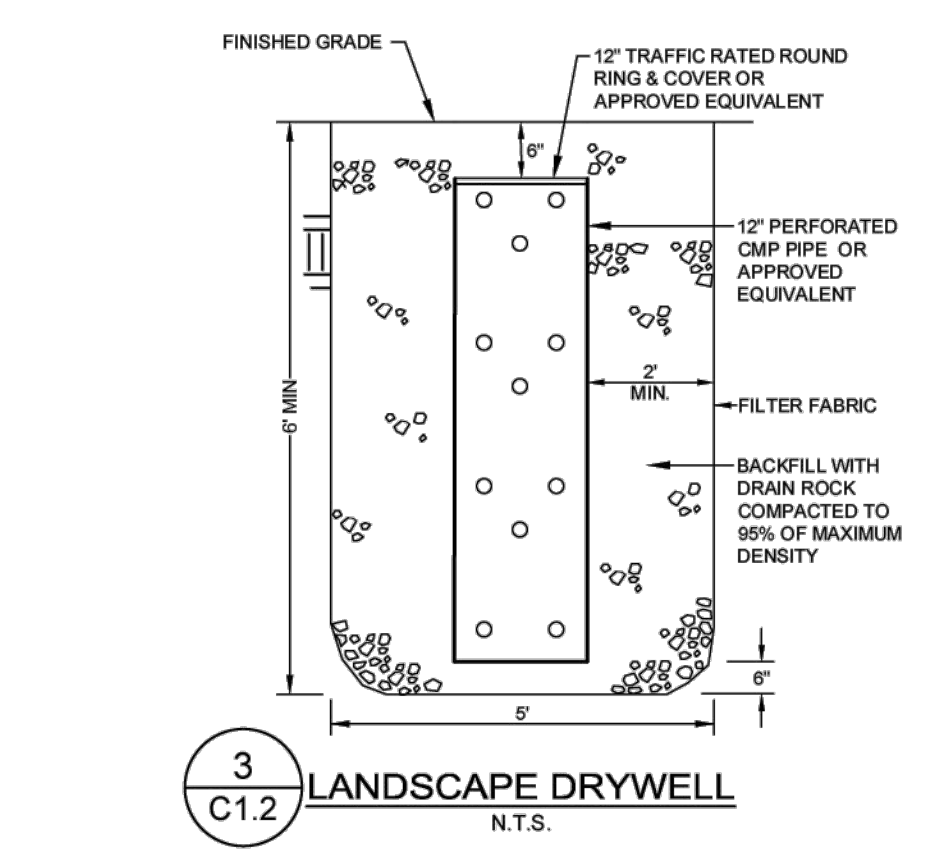 FINISHED GRADE
12" TRAFFIC RATED ROUND
RING & COVER OR
APPROVED EQUIVALENT
6"
12" PERFORATED
CMP PIPE OR
APPROVED
EQUIVALENT
2'
MIN.
6' MIN
FILTER FABRIC
BACKFILL WITH
DRAIN ROCK
COMPACTED TO
95% OF MAXIMUM
DENSITY
6"
5'
3
C1.2
LANDSCAPE DRYWELL
N.T.S.